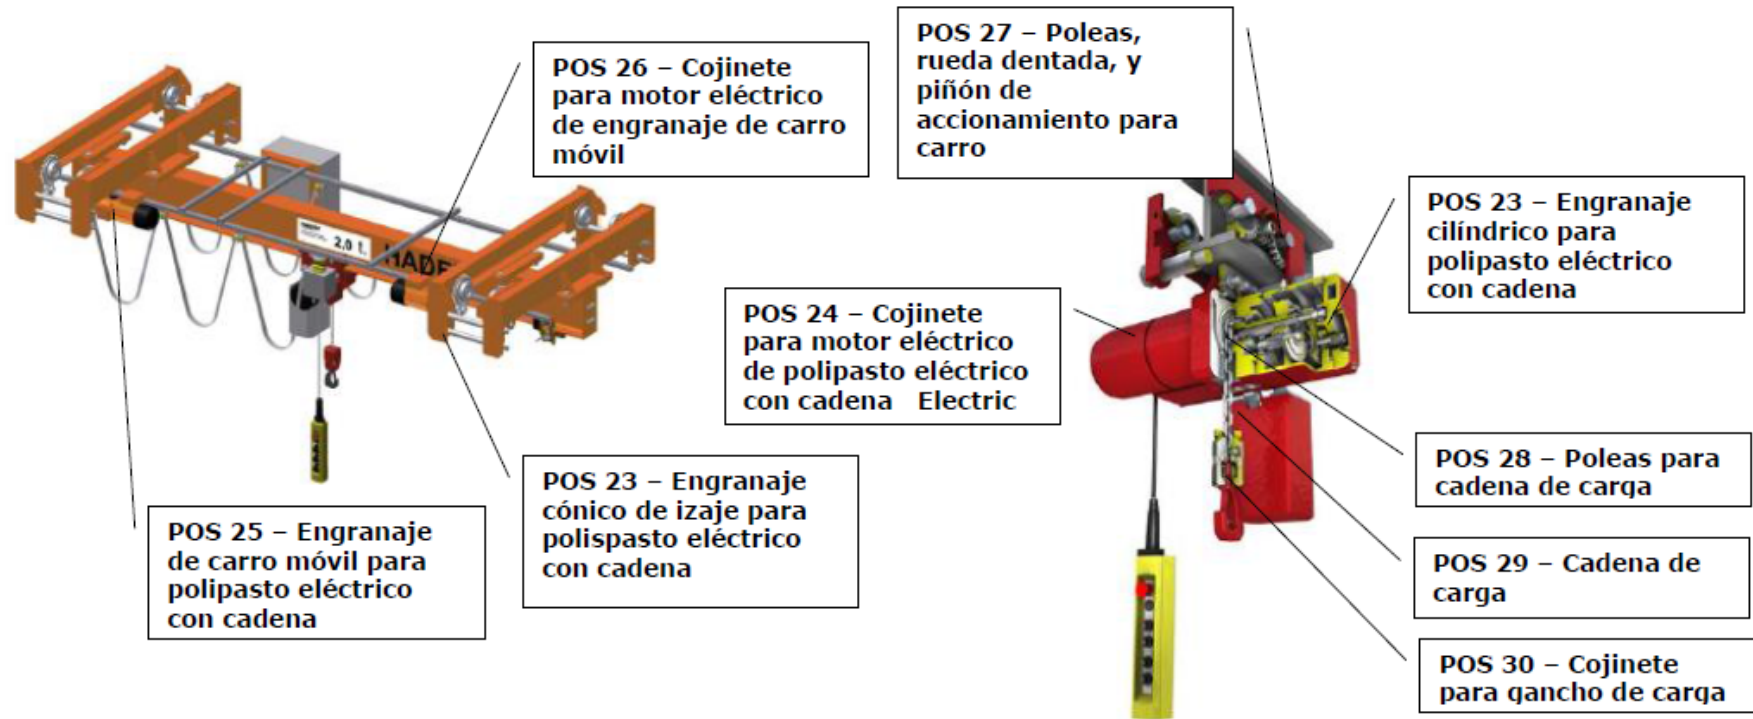 POS 26 – Cojinete
para motor eléctrico
de engranaje de carro
móvil
POS 27 – Poleas,
rueda dentada, y
piñón de
accionamiento para
carro
POS 23 – Engranaje
cilíndrico para
polipasto eléctrico
con cadena
2,0 t
HADE
POS 24 – Cojinete
para motor eléctrico
de polipasto eléctrico
con cadena   Electric
POS 23 – Engranaje
cónico de izaje para
polispasto eléctrico
con cadena
POS 25 – Engranaje
de carro móvil para
polipasto eléctrico
con cadena
POS 28 – Poleas para
cadena de carga
POS 29 – Cadena de
carga
POS 30 – Cojinete
para gancho de carga